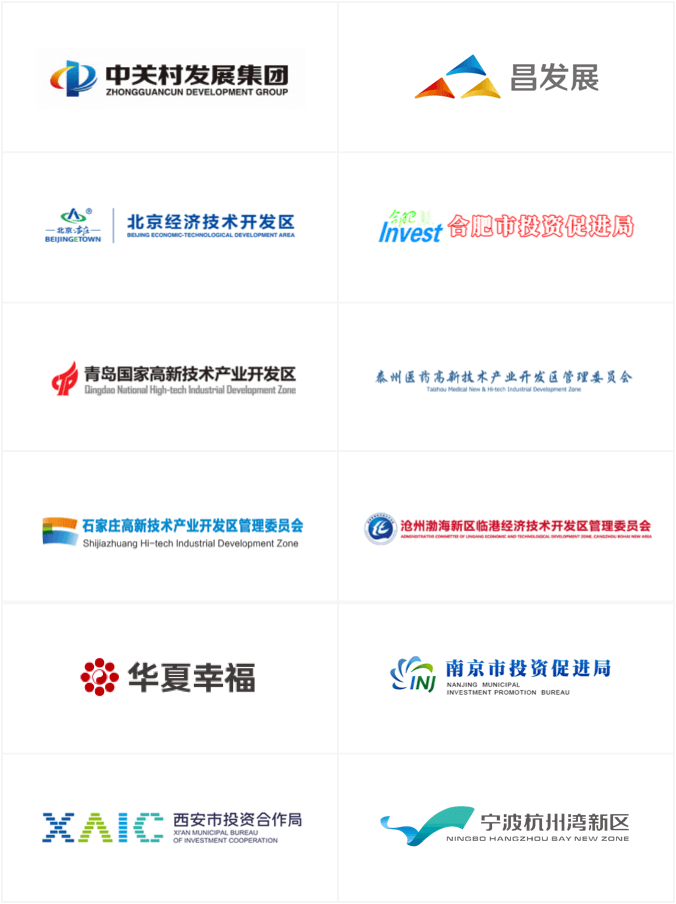 中关村发展集团
ZHONGGUANCUN DEVELOPMENT GROUP
昌发展
北京
BEIJINGETOWN
北京经济技术开发区
BEIJING ECONOMIC-TECHNOLOGICAL DEVELOPMENT AREA
合肥
Invest
合肥市投资促进局
青岛国家高新技术产业开发区
Qingdao National High-tech Industrial Development Zone
泰州医药高新技术产业开发区管理委员会
Taizhou Medical New & Hi-tech Industrial Development Zone
石家庄高新技术产业开发区管理委员会
Shijiazhuang Hi-tech Industrial Development Zone
沧州渤海新区临港经济技术开发区管理委员会
ADMINISTRATIVE COMMITTEE OF LINGANG ECONOMIC AND TECHNOLOGICAL DEVELOPMENT ZONE, CANGZHOU BOHAI NEW AREA
华夏幸福
INJ
南京市投资促进局
NANJING MUNICIPAL
INVESTMENT PROMOTION BUREAU
XAIC
西安市投资合作局
XI'AN MUNICIPAL BUREAU
OF INVESTMENT COOPERATION
宁波杭州湾新区
NINGBO HANGZHOU BAY NEW ZONE